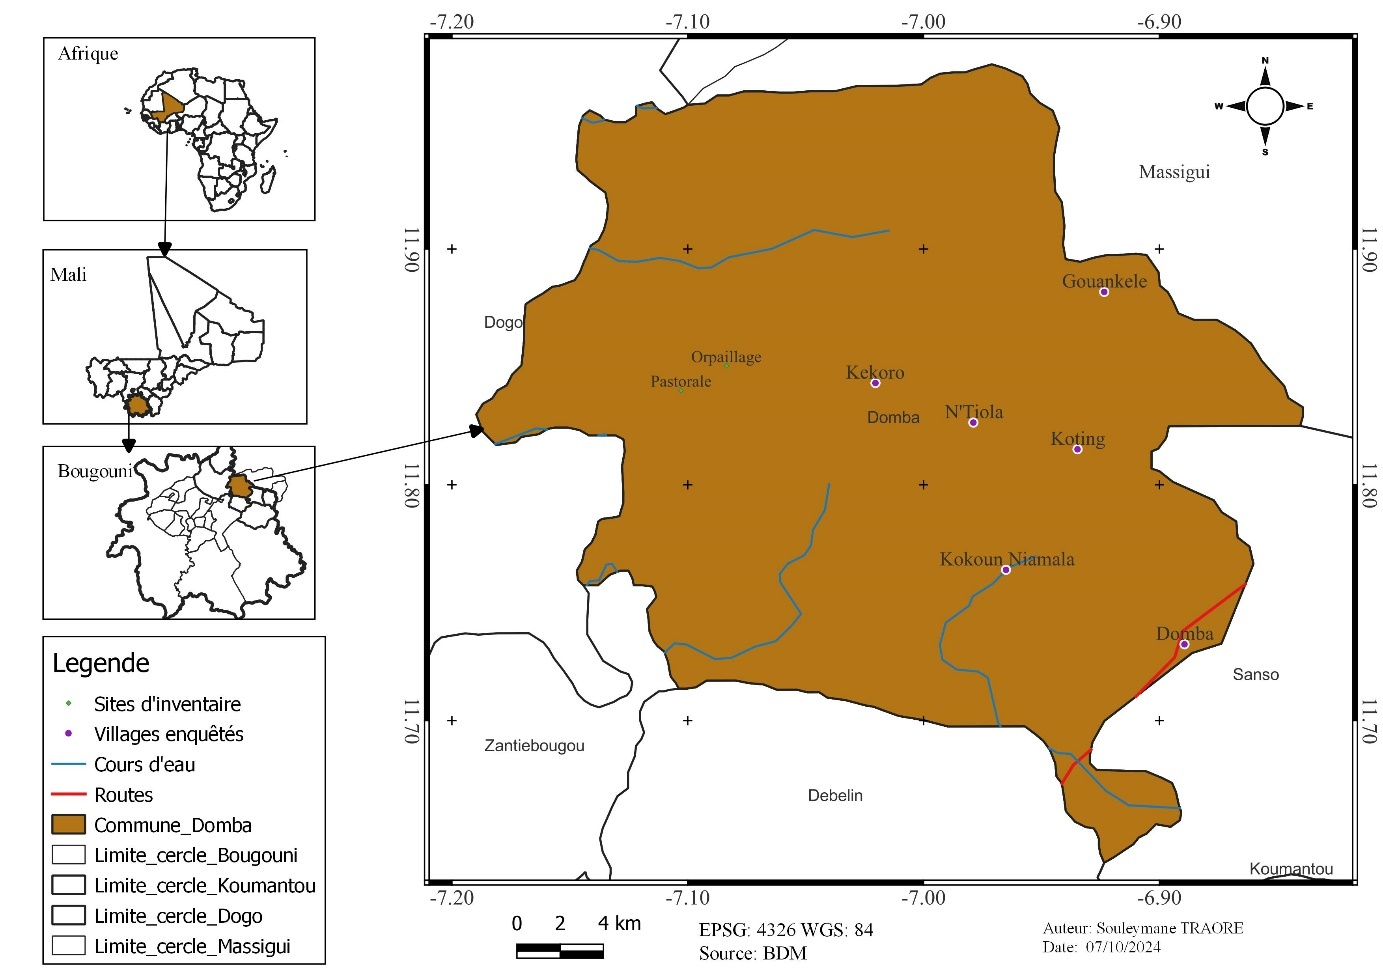 Afrique
Mali
Bougouni
Legende
Sites d'inventaire
Villages enquêtés
Cours d'eau
Routes
Commune_Domba
Limite_cercle_Bougouni
Limite_cercle_Koumantou
Limite_cercle_Dogo
Limite_cercle_Massigui
-7.20 -7.10 -7.00 -6.90
N
W E
S
Massigui
11.90 11.90
Gouankele
Dogo
Orpaillage
Pastorale
Kekoro
Domba
N'Tiola
Koting
11.80 11.80
Kokoun Niamala
Domba
Sanso
11.70 11.70
Zantiebougou
Debelin
Koumantou
-7.20 -7.10 -7.00 -6.90
0 2 4 km
EPSG: 4326 WGS: 84
Source: BDM
Auteur: Souleymane TRAORE
Date: 07/10/2024